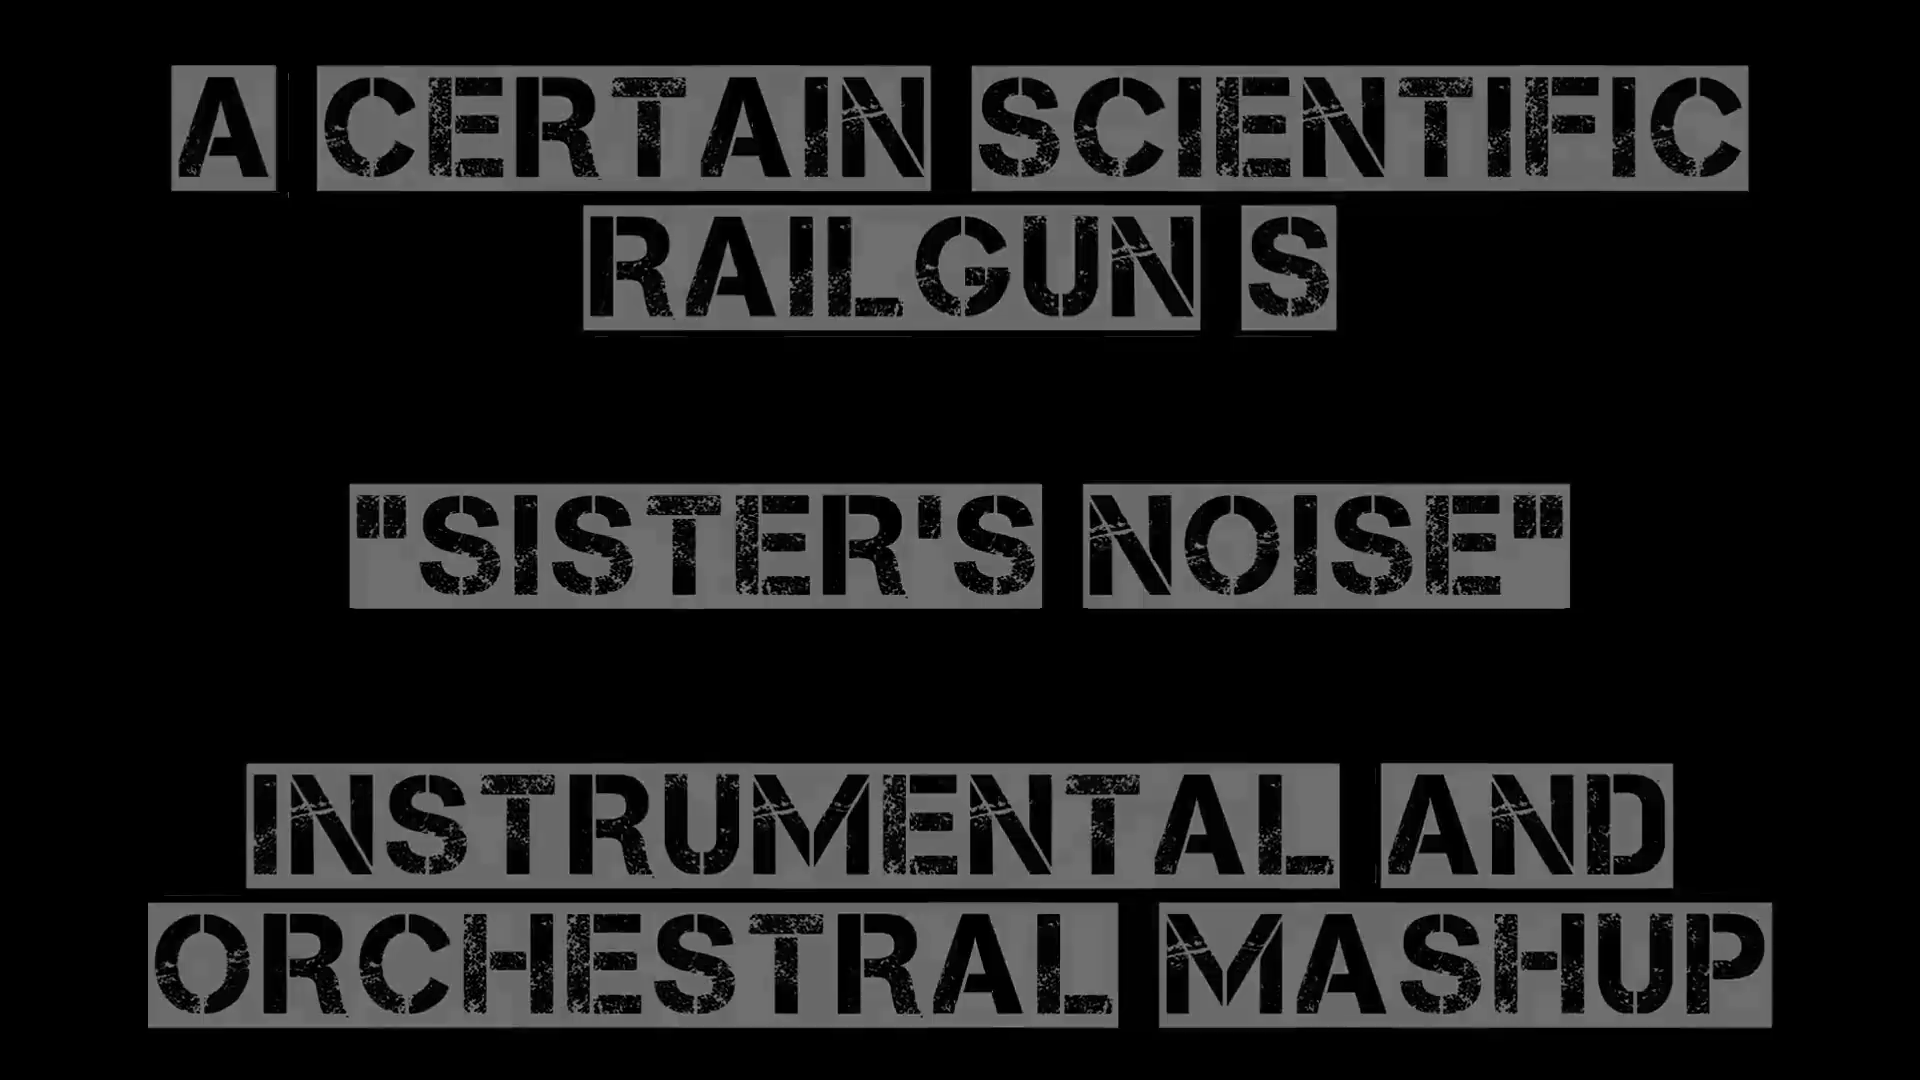 A CERTAIN SCIENTIFIC
RAILGUN S
"SISTER'S NOISE"
INSTRUMENTAL AND
ORCHESTRAL MASHUP